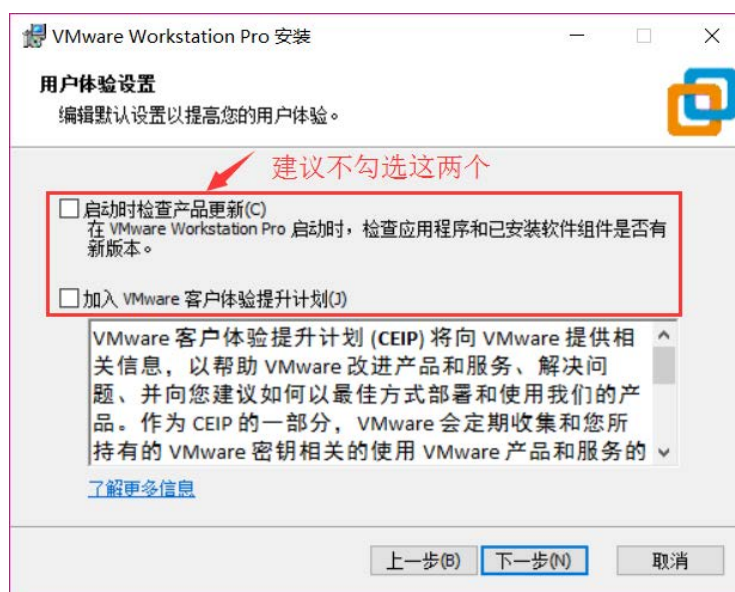 VMware Workstation Pro 安装
用户体验设置
编辑默认设置以提高您的用户体验。
建议不勾选这两个
启动时检查产品更新(C)
在 VMware Workstation Pro 启动时，检查应用程序和已安装软件组件是否有
新版本。
加入 VMware 客户体验提升计划(J)
VMware 客户体验提升计划 (CEIP) 将向 VMware 提供相
关信息，以帮助 VMware 改进产品和服务、解决问
题、并向您建议如何以最佳方式部署和使用我们的产
品。作为 CEIP 的一部分，VMware 会定期收集和您所
持有的 VMware 密钥相关的使用 VMware 产品和服务的
了解更多信息
上一步(B) 下一步(N) 取消